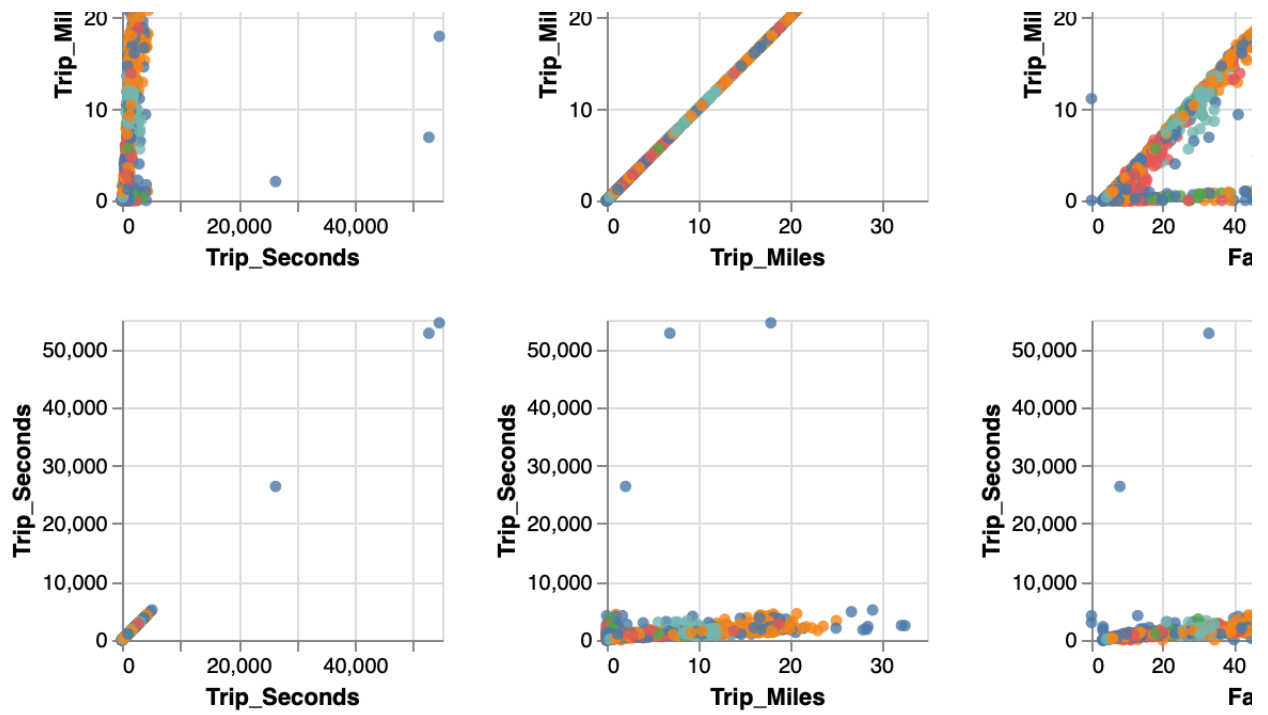 20 20 20
Trip_Mil Trip_Mil Trip_Mil
10 10 10
0 0 0
0 20,000 40,000 0 10 20 30 0 20 40
Trip_Seconds Trip_Miles Fa
50,000 50,000 50,000
40,000 40,000 40,000
Trip_Seconds Trip_Seconds Trip_Seconds
30,000 30,000 30,000
20,000 20,000 20,000
10,000 10,000 10,000
0 0 0
0 20,000 40,000 0 10 20 30 0 20 40
Trip_Seconds Trip_Miles Fa